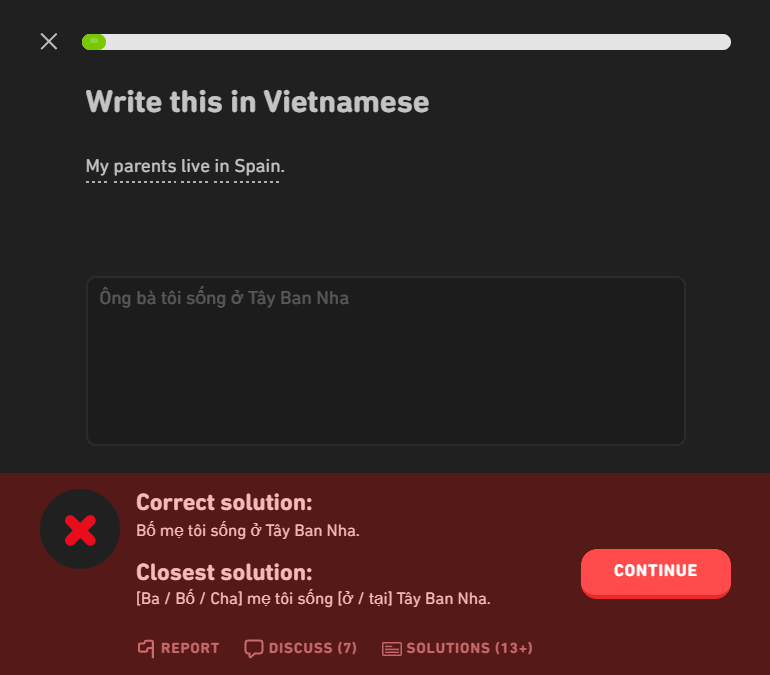 Write this in Vietnamese
My parents live in Spain.
Ông bà tôi sống ở Tây Ban Nha
Correct solution:
Bố mẹ tôi sống ở Tây Ban Nha.
Closest solution:
[Ba / Bố / Cha] mẹ tôi sống [ở / tại] Tây Ban Nha.
CONTINUE
REPORT DISCUSS (7) SOLUTIONS (13+)